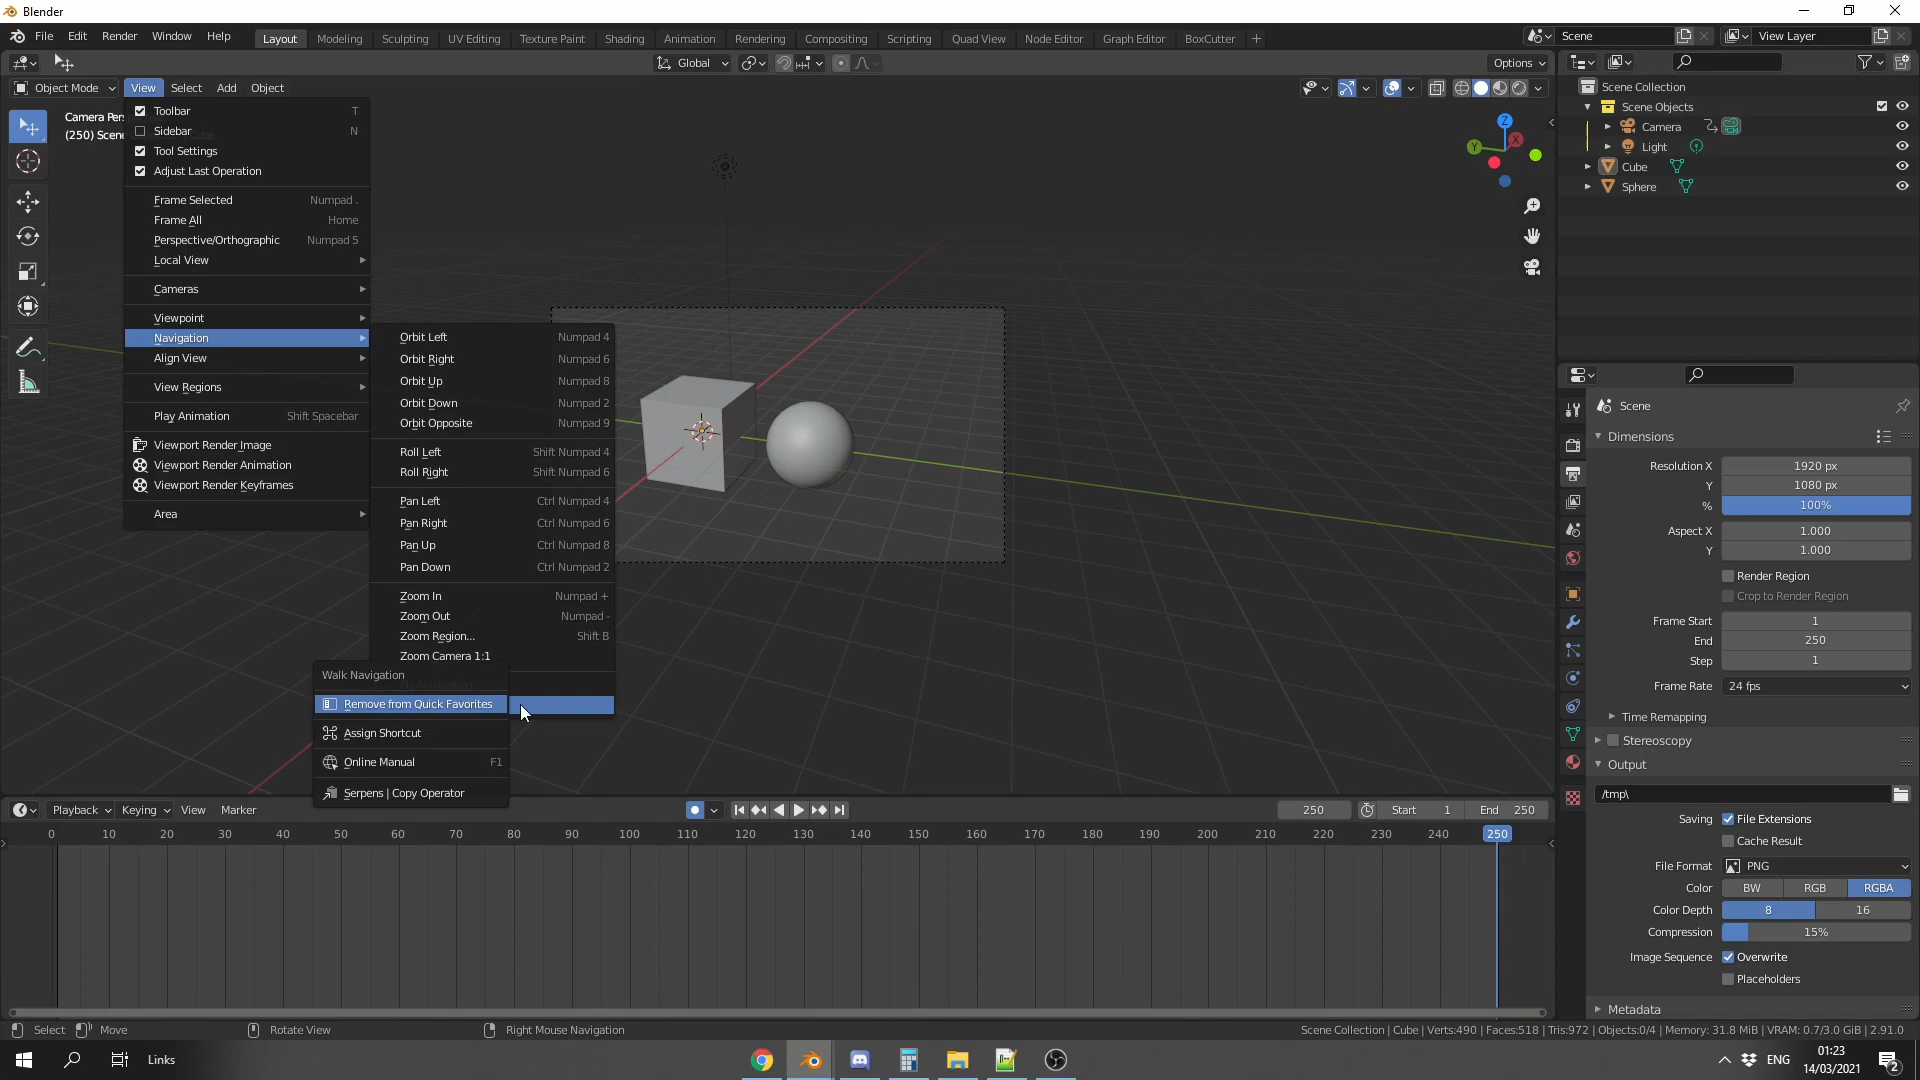 Blender
File Edit Render Window Help
Layout Modeling Sculpting UV Editing Texture Paint Shading Animation Rendering Compositing Scripting Quad View Node Editor Graph Editor BoxCutter +
Scene
View Layer
Global
Options
Object Mode View Select Add Object
Camera Pers
(250) Scene
Toolbar T
Sidebar N
Tool Settings
Adjust Last Operation
Frame Selected Numpad .
Frame All Home
Perspective/Orthographic Numpad 5
Local View
Cameras
Viewpoint
Navigation
Align View
View Regions
Play Animation Shift Spacebar
Viewport Render Image
Viewport Render Animation
Viewport Render Keyframes
Area
Orbit Left Numpad 4
Orbit Right Numpad 6
Orbit Up Numpad 8
Orbit Down Numpad 2
Orbit Opposite Numpad 9
Roll Left Shift Numpad 4
Roll Right Shift Numpad 6
Pan Left Ctrl Numpad 4
Pan Right Ctrl Numpad 6
Pan Up Ctrl Numpad 8
Pan Down Ctrl Numpad 2
Zoom In Numpad +
Zoom Out Numpad -
Zoom Region... Shift B
Zoom Camera 1:1
Walk Navigation
Remove from Quick Favorites
Assign Shortcut
Online Manual F1
Serpens | Copy Operator
Z
X
Y
Scene Collection
Scene Objects
Camera
Light
Cube
Sphere
Scene
Dimensions
Resolution X 1920 px
Y 1080 px
% 100%
Aspect X 1.000
Y 1.000
Render Region
Crop to Render Region
Frame Start 1
End 250
Step 1
Frame Rate 24 fps
Time Remapping
Stereoscopy
Output
/tmp\
Saving File Extensions
Cache Result
File Format PNG
Color BW RGB RGBA
Color Depth 8 16
Compression 15%
Image Sequence Overwrite
Placeholders
Metadata
Playback Keying View Marker
250 Start 1 End 250
0 10 20 30 40 50 60 70 80 90 100 110 120 130 140 150 160 170 180 190 200 210 220 230 240 250
Select Move Rotate View Right Mouse Navigation
Scene Collection | Cube | Verts:490 | Faces:518 | Tris:972 | Objects:0/4 | Memory: 31.8 MiB | VRAM: 0.7/3.0 GiB | 2.91.0
Links
ENG
01:23
14/03/2021
2